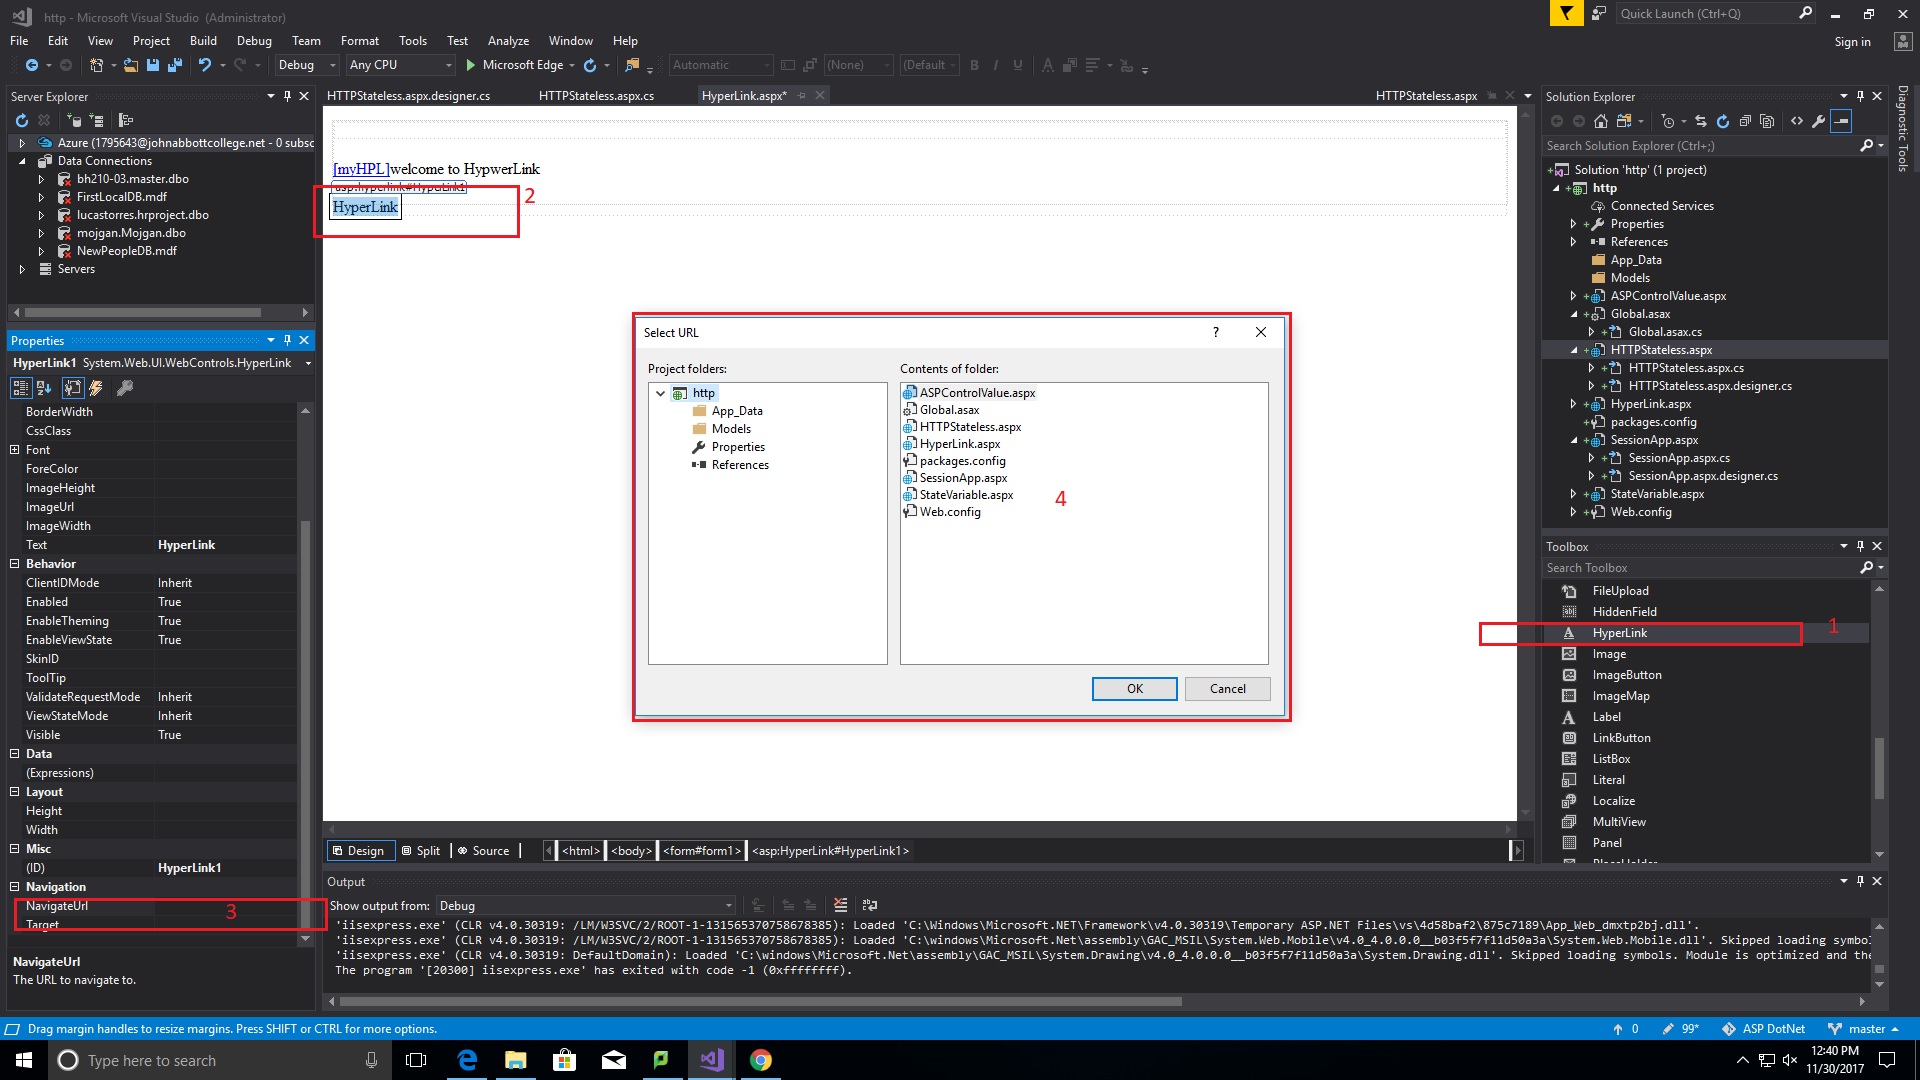 http - Microsoft Visual Studio (Administrator)
Quick Launch (Ctrl+Q)
File Edit View Project Build Debug Team Format Tools Test Analyze Window Help
Sign in
Debug Any CPU Microsoft Edge Automatic (None) (Default
Server Explorer
Azure (1795643@johnabbottcollege.net - 0 subsc
Data Connections
bh210-03.master.dbo
FirstLocalDB.mdf
lucastorres.hrproject.dbo
mojgan.Mojgan.dbo
NewPeopleDB.mdf
Servers
Properties
HyperLink1 System.Web.UI.WebControls.HyperLink
BorderWidth
CssClass
Font
ForeColor
ImageHeight
ImageUrl
ImageWidth
Text HyperLink
Behavior
ClientIDMode Inherit
Enabled True
EnableTheming True
EnableViewState True
SkinID
ToolTip
ValidateRequestMode Inherit
ViewStateMode Inherit
Visible True
Data
(Expressions)
Layout
Height
Width
Misc
(ID) HyperLink1
Navigation
NavigateUrl 3
Target
NavigateUrl
The URL to navigate to.
HTTPStateless.aspx.designer.cs HTTPStateless.aspx.cs HyperLink.aspx* HTTPStateless.aspx
[myHPL]welcome to HypwerLink
asp:hyperlink#HyperLink1
HyperLink
2
Select URL
?
Project folders:
http
App_Data
Models
Properties
References
Contents of folder:
ASPControlValue.aspx
Global.asax
HTTPStateless.aspx
HyperLink.aspx
packages.config
SessionApp.aspx
StateVariable.aspx
Web.config
4
OK Cancel
Design Split Source <html> <body> <form#form1> <asp:HyperLink#HyperLink1>
Output
Show output from: Debug
'iisexpress.exe' (CLR v4.0.30319: /LM/W3SVC/2/ROOT-1-131565370758678385): Loaded 'C:\Windows\Microsoft.NET\Framework\v4.0.30319\Temporary ASP.NET Files\vs\4d58baf2\875c7189\App_Web_dmxtp2bj.dll'.
'iisexpress.exe' (CLR v4.0.30319: /LM/W3SVC/2/ROOT-1-131565370758678385): Loaded 'C:\Windows\Microsoft.Net\assembly\GAC_MSIL\System.Web.Mobile\v4.0_4.0.0.0__b03f5f7f11d50a3a\System.Web.Mobile.dll'. Skipped loading symbo
'iisexpress.exe' (CLR v4.0.30319: DefaultDomain): Loaded 'C:\windows\Microsoft.Net\assembly\GAC_MSIL\System.Drawing\v4.0_4.0.0.0__b03f5f7f11d50a3a\System.Drawing.dll'. Skipped loading symbols. Module is optimized and the
The program '[20300] iisexpress.exe' has exited with code -1 (0xffffffff).
Solution Explorer
Search Solution Explorer (Ctrl+;)
Solution 'http' (1 project)
http
Connected Services
Properties
References
App_Data
Models
ASPControlValue.aspx
Global.asax
Global.asax.cs
HTTPStateless.aspx
HTTPStateless.aspx.cs
HTTPStateless.aspx.designer.cs
HyperLink.aspx
packages.config
SessionApp.aspx
SessionApp.aspx.cs
SessionApp.aspx.designer.cs
StateVariable.aspx
Web.config
Toolbox
Search Toolbox
FileUpload
HiddenField
HyperLink
1
Image
ImageButton
ImageMap
Label
LinkButton
ListBox
Literal
Localize
MultiView
Panel
PlaceHolder
Diagnostic Tools
Drag margin handles to resize margins. Press SHIFT or CTRL for more options.
0 99* ASP DotNet master
Type here to search
12:40 PM
11/30/2017